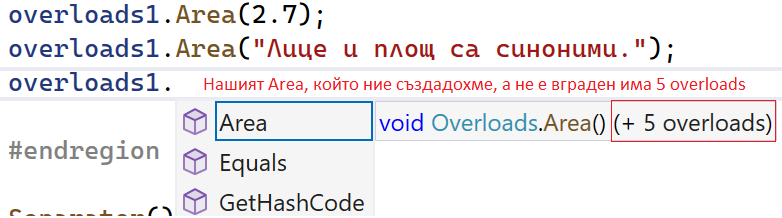 overloads1.Area(2.7);
overloads1.Area("Лице и площ са синоними.");
overloads1. Нашият Area, който ние създадохме, а не е вграден има 5 overloads
Area void Overloads.Area() (+ 5 overloads)
#endregion
Equals
GetHashCode
Separator()